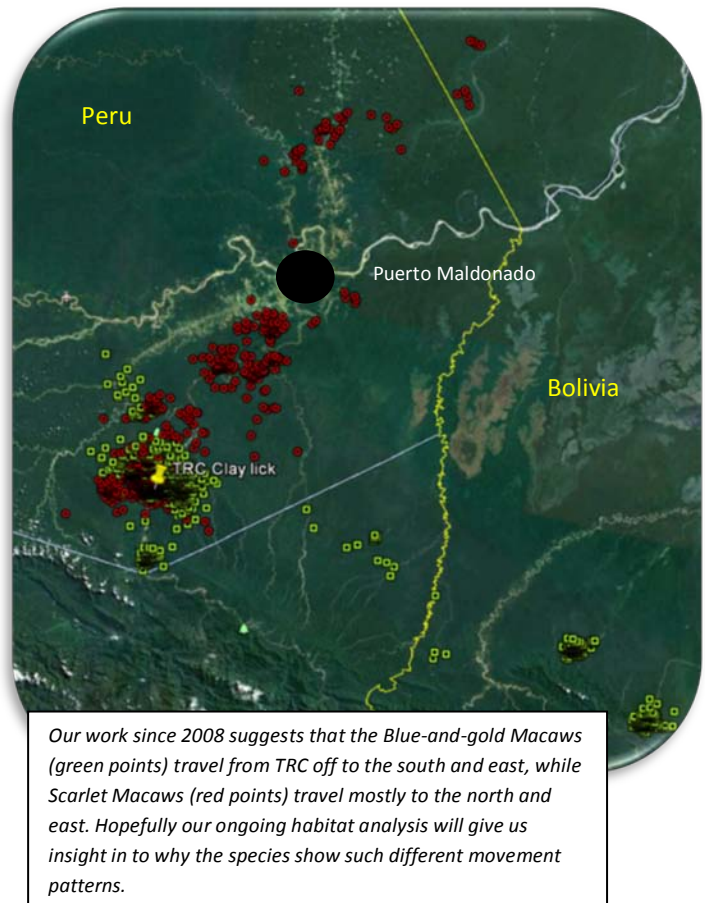 Peru
Puerto Maldonado
Bolivia
TRC Clay lick
Our work since 2008 suggests that the Blue-and-gold Macaws
(green points) travel from TRC off to the south and east, while
Scarlet Macaws (red points) travel mostly to the north and
east. Hopefully our ongoing habitat analysis will give us
insight in to why the species show such different movement
patterns.